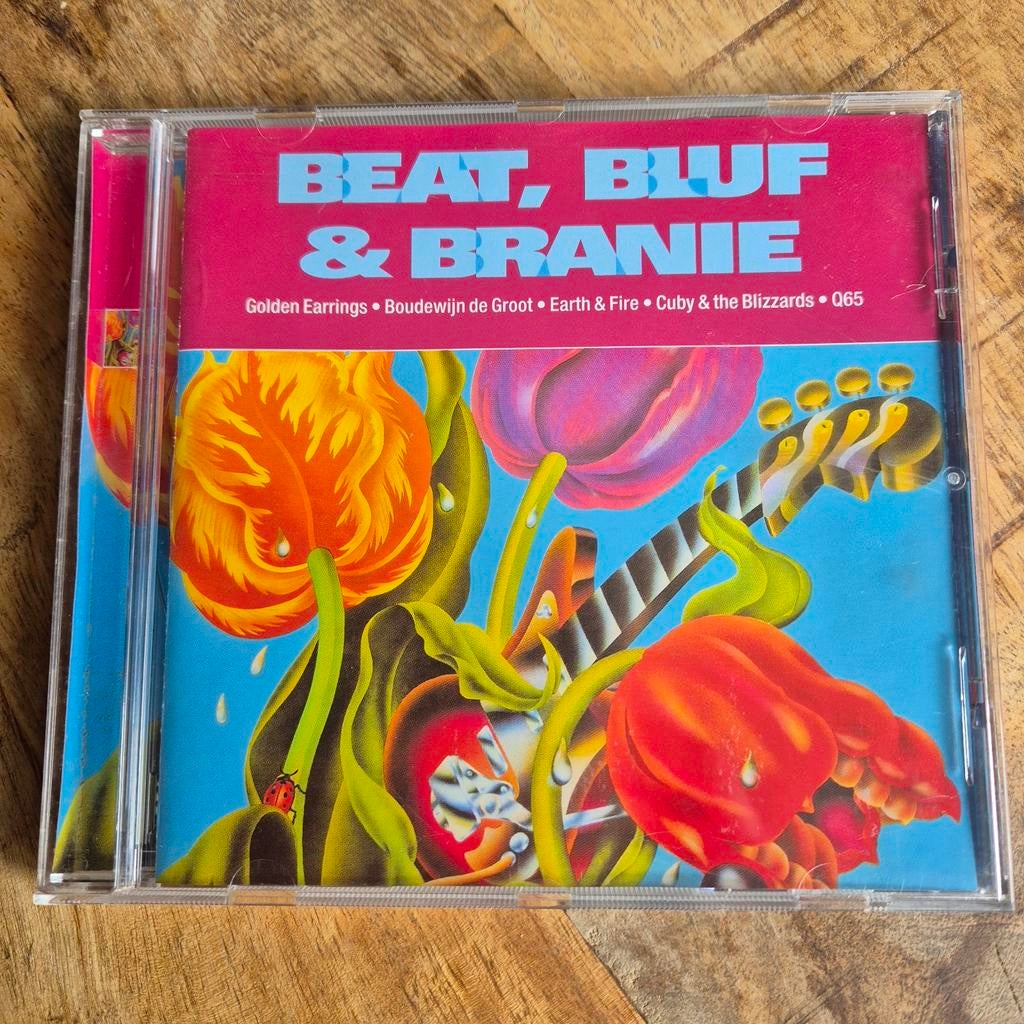 BEAT, BLUF
& BRANIE
Golden Earrings • Boudewijn de Groot • Earth & Fire • Cuby & the Blizzards • Q65